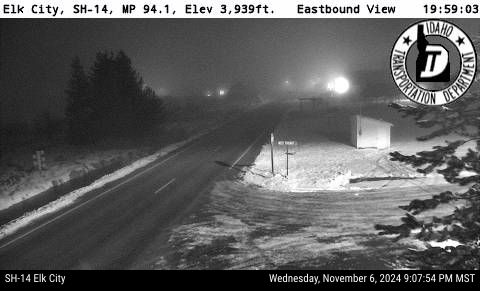 Elk City, SH-14, MP 94.1, Elev 3,939ft. Eastbound View 19:59:03
IDAHO
TRANSPORTATION DEPARTMENT
SH-14 Elk City
Wednesday, November 6, 2024 9:07:54 PM MST